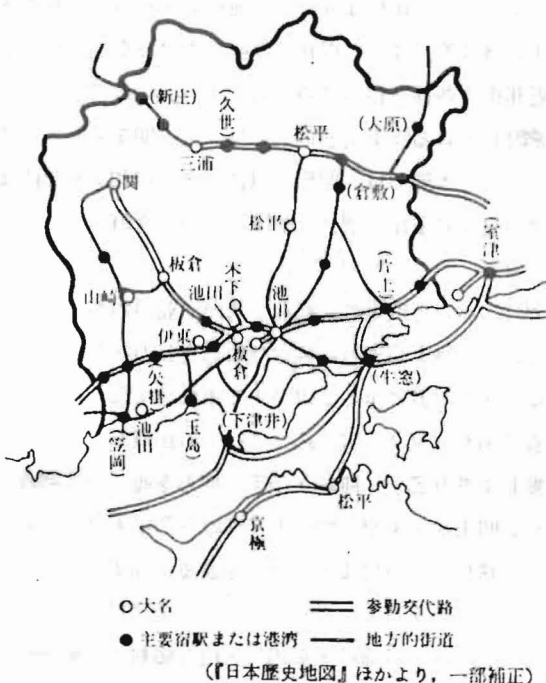 (新庄)
(久世)
松平
(大原)
三浦
(倉敷)
関
松平
(室津)
板倉
木下
(片上)
池田
池田
山崎
伊東
板倉
(矢掛)
(牛窓)
池田
(玉島)
(下津井)
(笠岡)
松平
京極
○大名
参勤交代路
●主要宿駅または港湾
地方的街道
(『日本歴史地図』ほかより,一部補正)